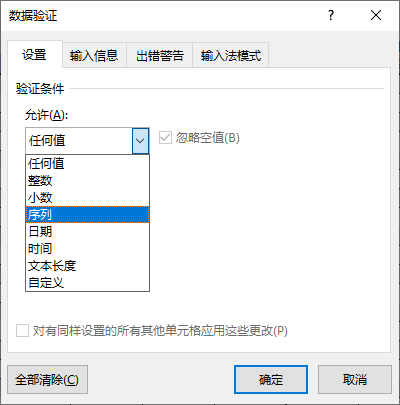 数据验证 ? ×
设置 输入信息 出错警告 输入法模式
验证条件
允许(A):
任何值 忽略空值(B)
任何值
整数
小数
序列
日期
时间
文本长度
自定义
对有同样设置的所有其他单元格应用这些更改(P)
全部清除(C) 确定 取消